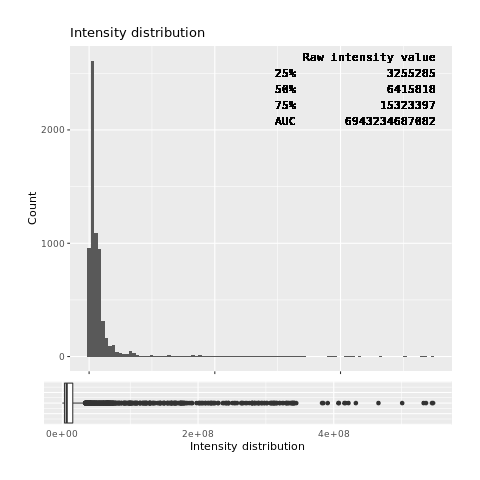 Intensity distribution
Raw intensity value
25% 3255285
50% 6415818
75% 15323397
AUC 6943234687082
2000
1000
0
Count
0e+00 2e+08 4e+08
Intensity distribution